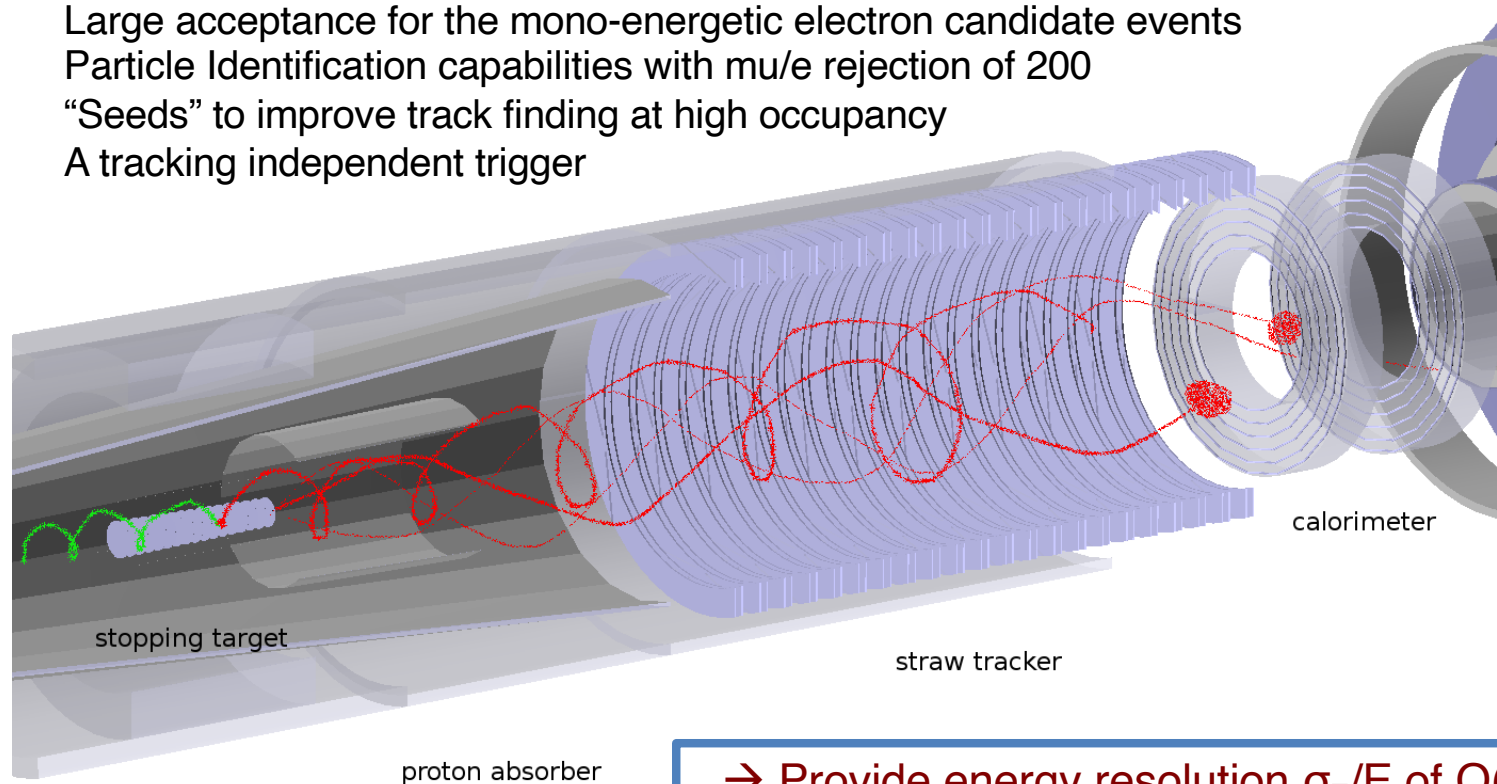 Large acceptance for the mono-energetic electron candidate events
Particle Identification capabilities with mu/e rejection of 200
“Seeds” to improve track finding at high occupancy
A tracking independent trigger
calorimeter
stopping target
straw tracker
proton absorber
→ Provide energy resolution of